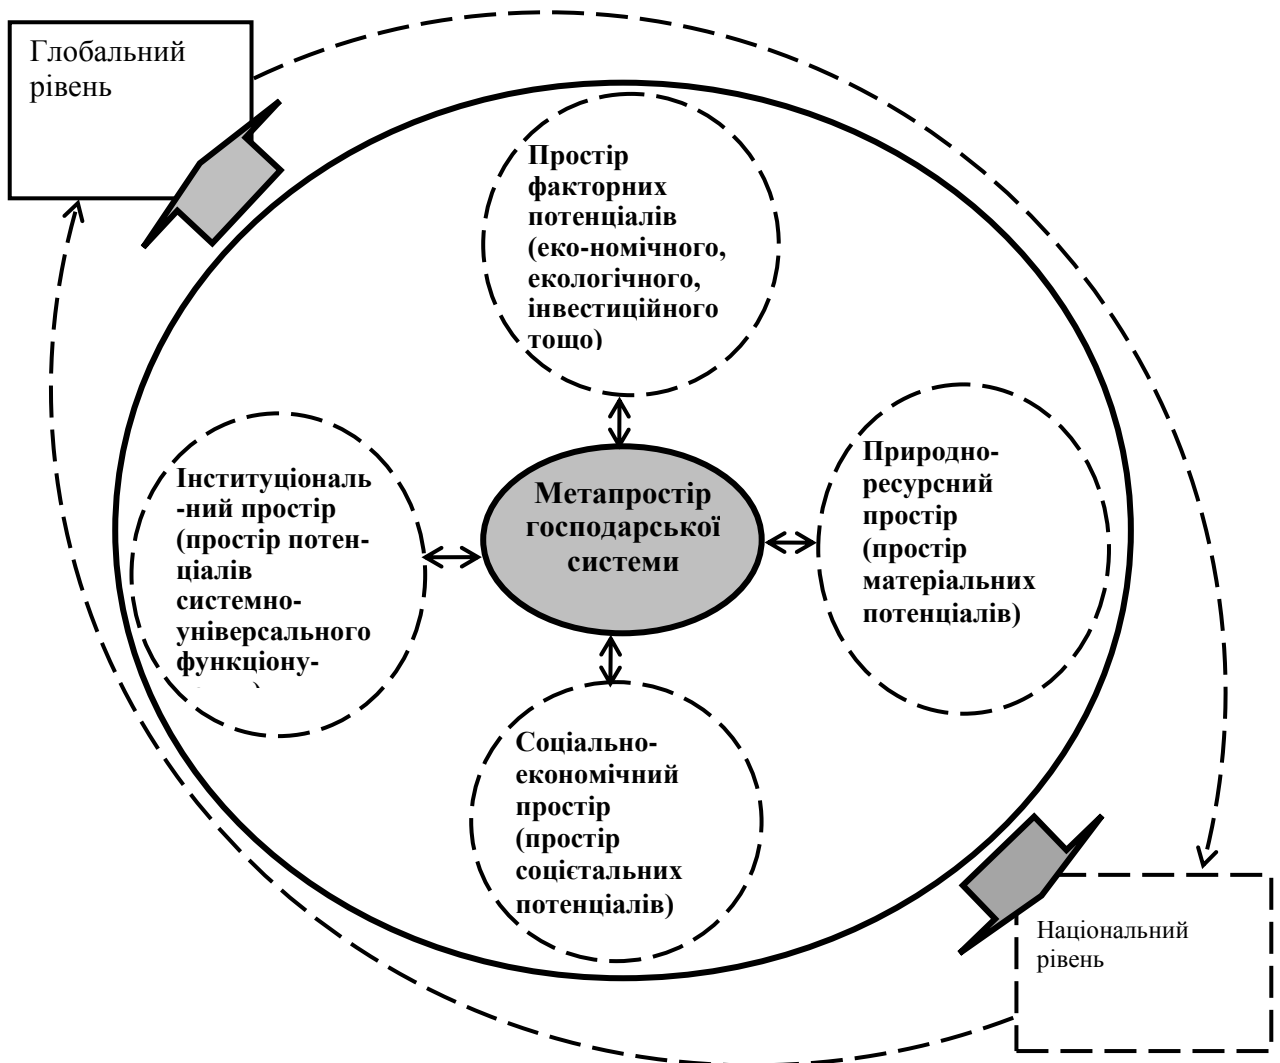 Глобальний
рівень
Простір
факторних
потенціалів
(еко-номічного,
екологічного,
інвестиційного
тощо)
Інституціональ
-ний простір
(простір потен-
ціалів
системно-
універсального
функціону-
Метапростір
господарської
системи
Природно-
ресурсний
простір
(простір
матеріальних
потенціалів)
Соціально-
економічний
простір
(простір
соцієтальних
потенціалів)
Національний
рівень